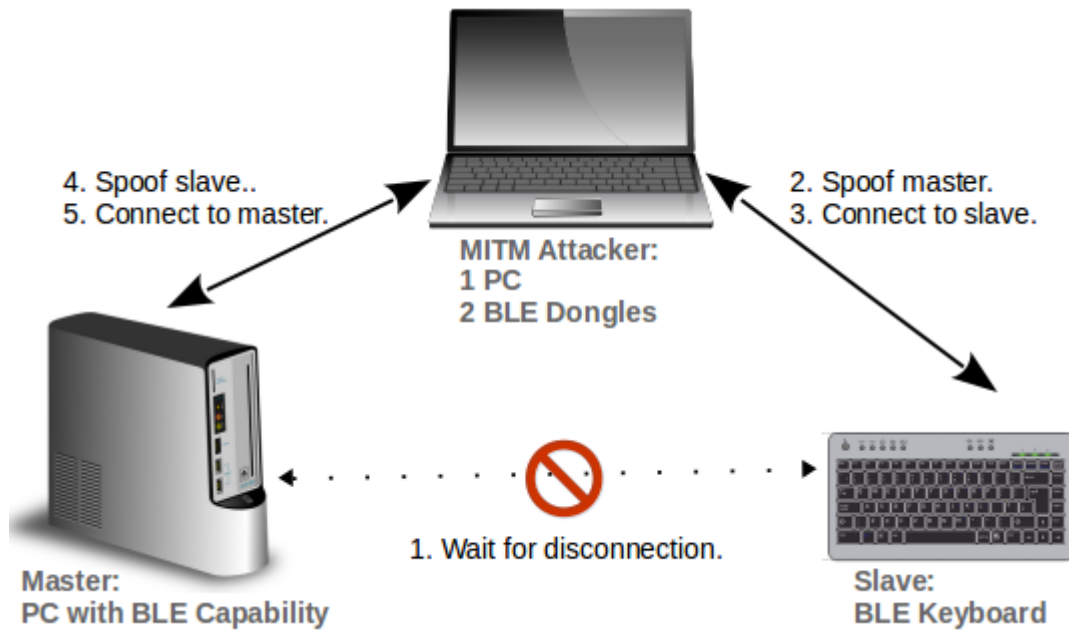 4. Spoof slave..
5. Connect to master.
2. Spoof master.
3. Connect to slave.
MITM Attacker:
1 PC
2 BLE Dongles
1. Wait for disconnection.
Master:
PC with BLE Capability
Slave:
BLE Keyboard